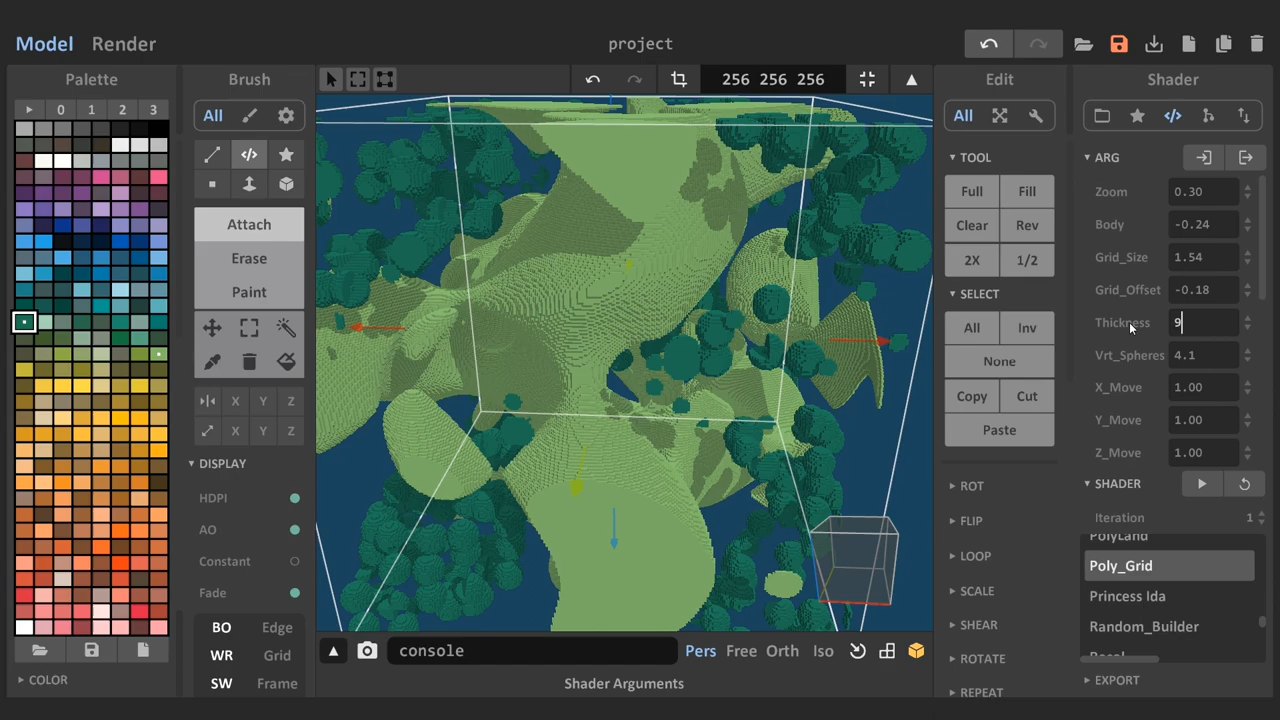 Model Render
project
Palette
0 1 2 3
COLOR
Brush
All
Attach
Erase
Paint
X Y Z
X Y Z
DISPLAY
HDPI
AO
Constant
Fade
BO Edge
WR Grid
SW Frame
256 256 256
console
Pers Free Orth Iso
Shader Arguments
Edit
All
TOOL
Full Fill
Clear Rev
2X 1/2
SELECT
All Inv
None
Copy Cut
Paste
ROT
FLIP
LOOP
SCALE
SHEAR
ROTATE
REPEAT
Shader
ARG
Zoom 0.30
Body -0.24
Grid_Size 1.54
Grid_Offset -0.18
Thickness 9
Vrt_Spheres 4.1
X_Move 1.00
Y_Move 1.00
Z_Move 1.00
SHADER
Iteration 1
PolyLand
Poly_Grid
Princess Ida
Random_Builder
EXPORT